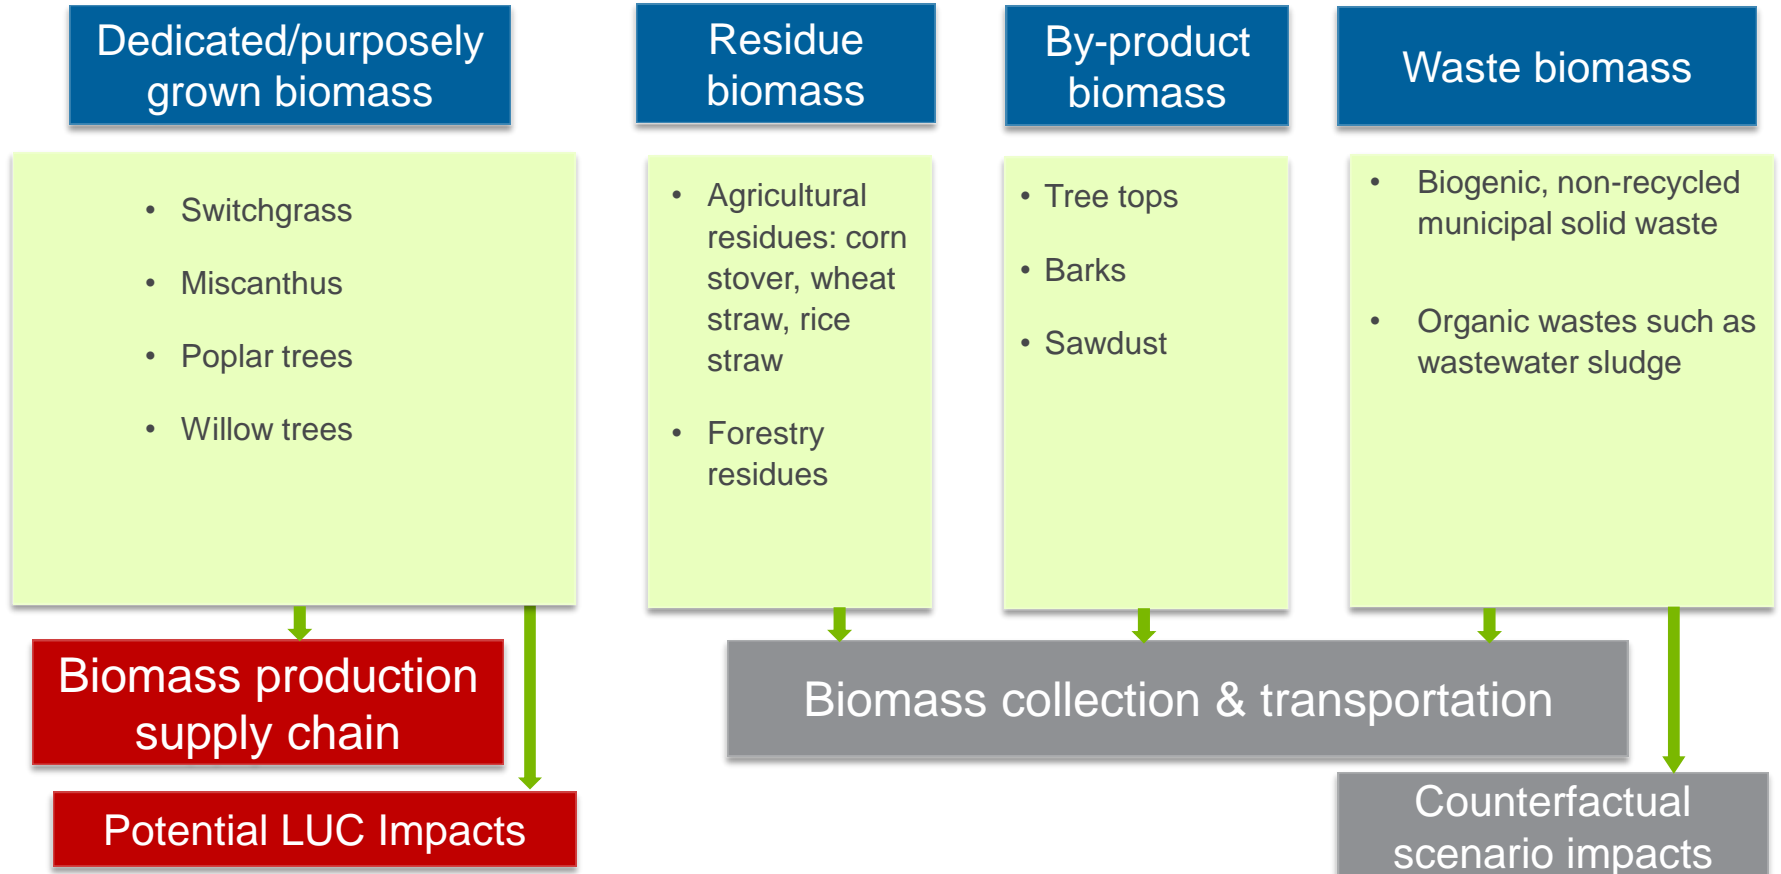 Dedicated/purposely
grown biomass
Residue
biomass
By-product
biomass
Waste biomass
• Switchgrass
• Miscanthus
• Poplar trees
• Willow trees
• Agricultural
residues: corn
stover, wheat
straw, rice
straw
• Forestry
residues
• Tree tops
• Barks
• Sawdust
• Biogenic, non-recycled
municipal solid waste
• Organic wastes such as
wastewater sludge
Biomass production
supply chain
Biomass collection & transportation
Potential LUC Impacts
Counterfactual
scenario impacts